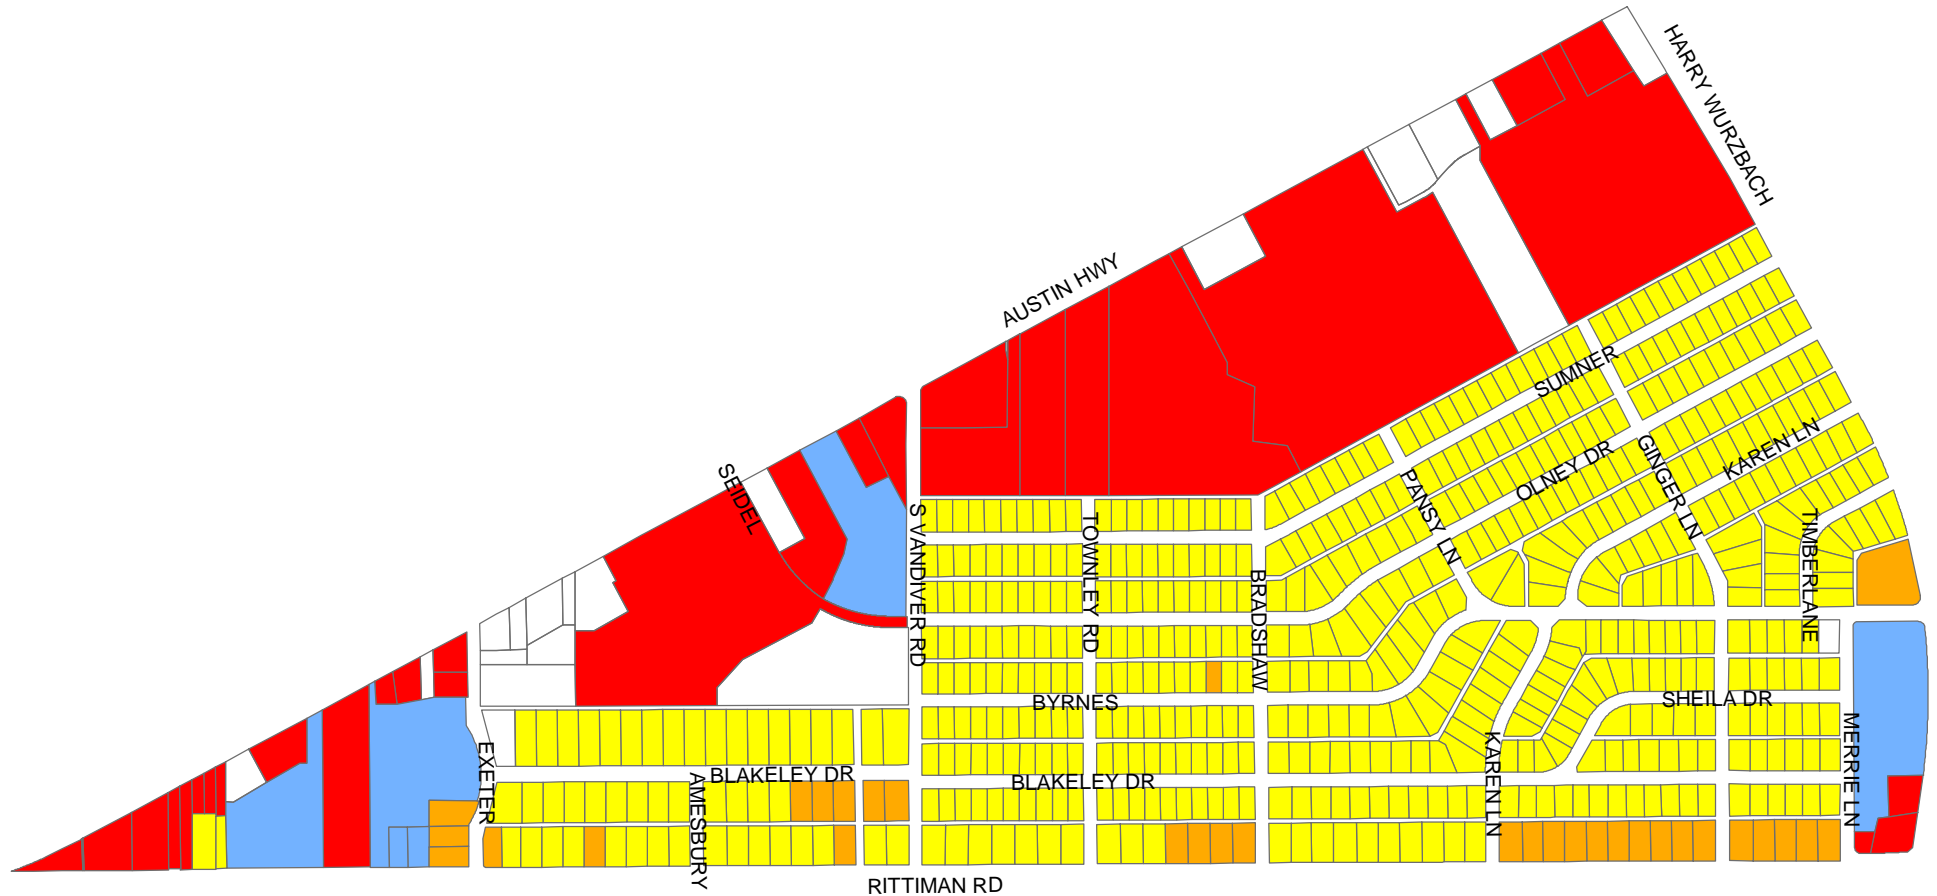 HARRY WURZBACH
AUSTIN HWY
SUMNER
KAREN LN
GINGER LN
OLNEY DR
PANSY LN
SEIDEL
S VANDIVER RD
TOWNLEY RD
TIMBERLANE
BRADSHAW
BYRNES
SHEILA DR
MERRIE LN
KAREN LN
EXETER
AMESBURY
BLAKELEY DR
BLAKELEY DR
RITTIMAN RD